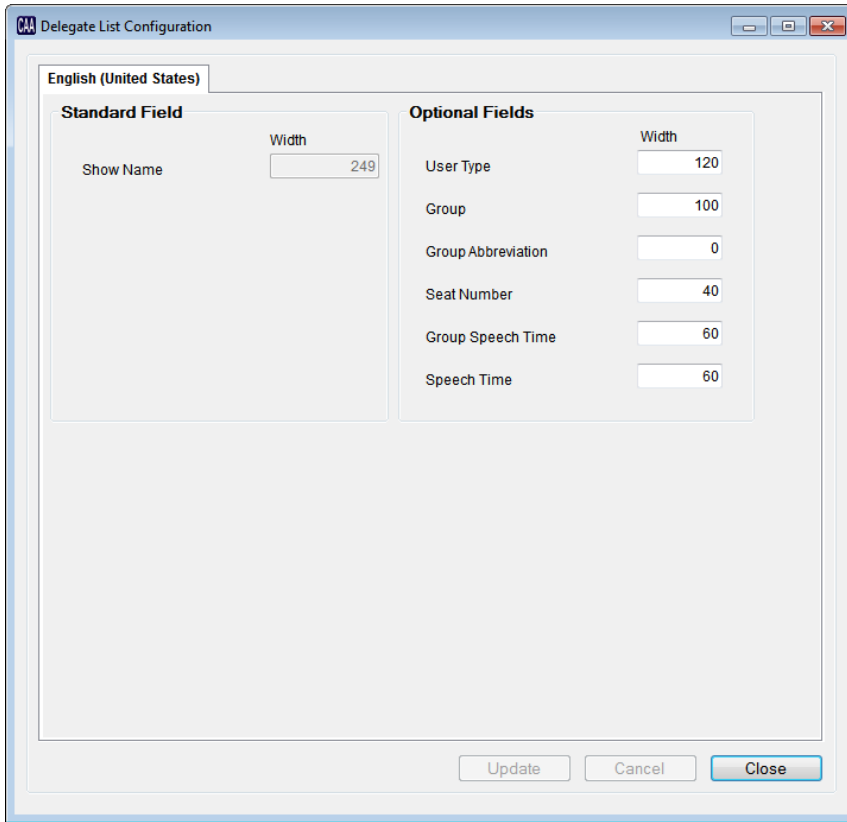 CAA Delegate List Configuration
English (United States)
Standard Field
Width
Show Name 249
Optional Fields
Width
User Type 120
Group 100
Group Abbreviation 0
Seat Number 40
Group Speech Time 60
Speech Time 60
Update Cancel Close